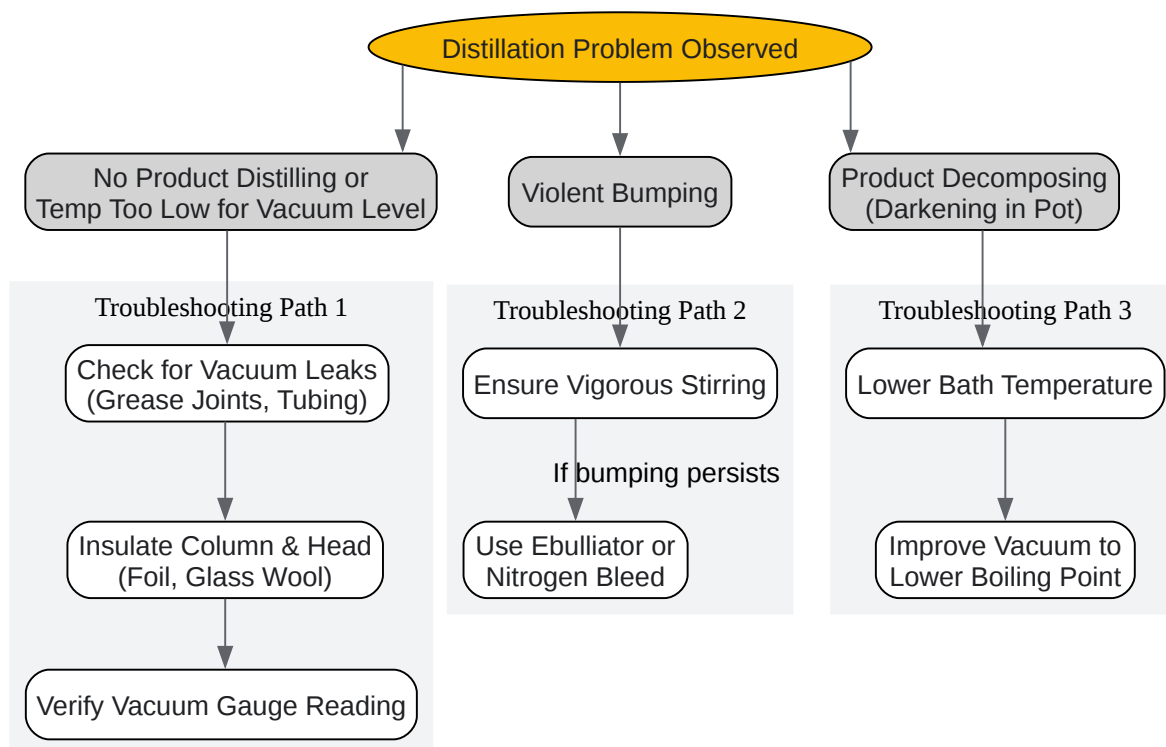 Distillation Problem Observed
No Product Distilling or
Temp Too Low for Vacuum Level
Violent Bumping
Product Decomposing
(Darkening in Pot)
Troubleshooting Path 1
Check for Vacuum Leaks
(Grease Joints, Tubing)
Insulate Column & Head
(Foil, Glass Wool)
Verify Vacuum Gauge Reading
Troubleshooting Path 2
Ensure Vigorous Stirring
If bumping persists
Use Ebulliator or
Nitrogen Bleed
Troubleshooting Path 3
Lower Bath Temperature
Improve Vacuum to
Lower Boiling Point